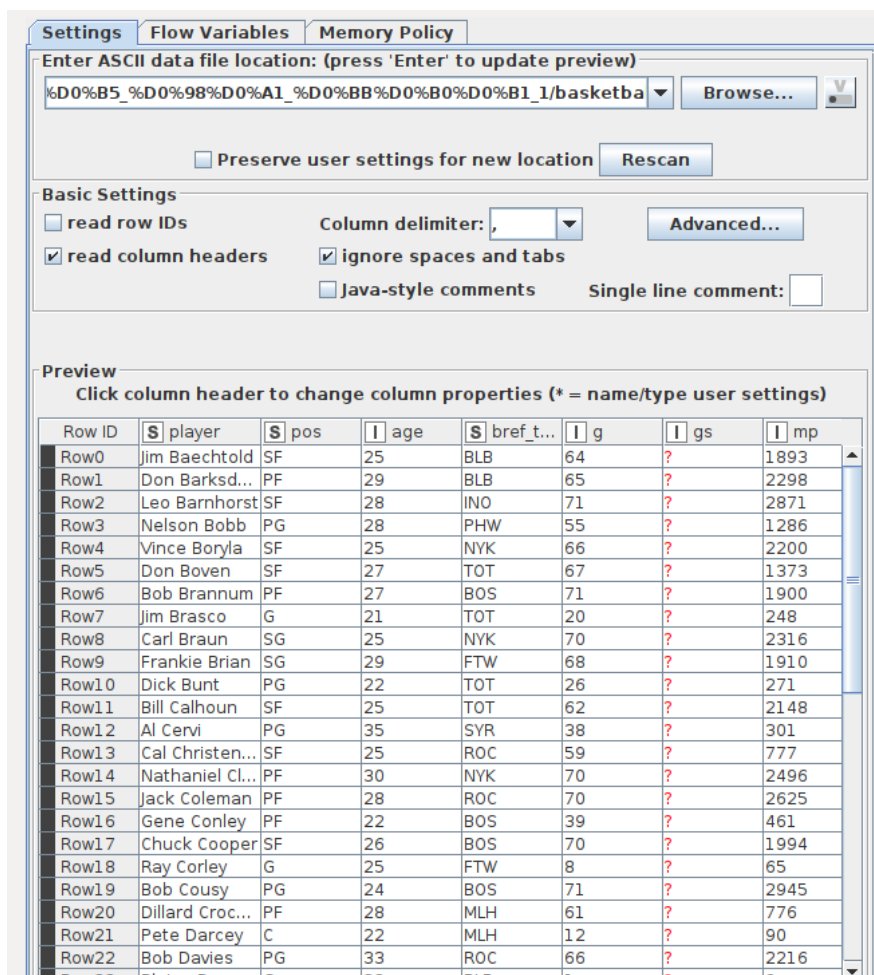 Settings Flow Variables Memory Policy
Enter ASCII data file location: (press 'Enter' to update preview)
%D0%B5_%D0%98%D0%A1_%D0%BB%D0%B0%D0%B1_1/basketba Browse... V
Preserve user settings for new location Rescan
Basic Settings
read row IDs Column delimiter: , Advanced...
read column headers ignore spaces and tabs
Java-style comments Single line comment:
Preview
Click column header to change column properties (* = name/type user settings)
Row ID S player S pos I age S bref_t... I g I gs I mp
Row0 Jim Baechtold SF 25 BLB 64 ? 1893
Row1 Don Barksd... PF 29 BLB 65 ? 2298
Row2 Leo Barnhorst SF 28 INO 71 ? 2871
Row3 Nelson Bobb PG 28 PHW 55 ? 1286
Row4 Vince Boryla SF 25 NYK 66 ? 2200
Row5 Don Boven SF 27 TOT 67 ? 1373
Row6 Bob Brannum PF 27 BOS 71 ? 1900
Row7 Jim Brasco G 21 TOT 20 ? 248
Row8 Carl Braun SG 25 NYK 70 ? 2316
Row9 Frankie Brian SG 29 FTW 68 ? 1910
Row10 Dick Bunt PG 22 TOT 26 ? 271
Row11 Bill Calhoun SF 25 TOT 62 ? 2148
Row12 Al Cervi PG 35 SYR 38 ? 301
Row13 Cal Christen... SF 25 ROC 59 ? 777
Row14 Nathaniel Cl... PF 30 NYK 70 ? 2496
Row15 Jack Coleman PF 28 ROC 70 ? 2625
Row16 Gene Conley PF 22 BOS 39 ? 461
Row17 Chuck Cooper SF 26 BOS 70 ? 1994
Row18 Ray Corley G 25 FTW 8 ? 65
Row19 Bob Cousy PG 24 BOS 71 ? 2945
Row20 Dillard Croc... PF 28 MLH 61 ? 776
Row21 Pete Darcey C 22 MLH 12 ? 90
Row22 Bob Davies PG 33 ROC 66 ? 2216